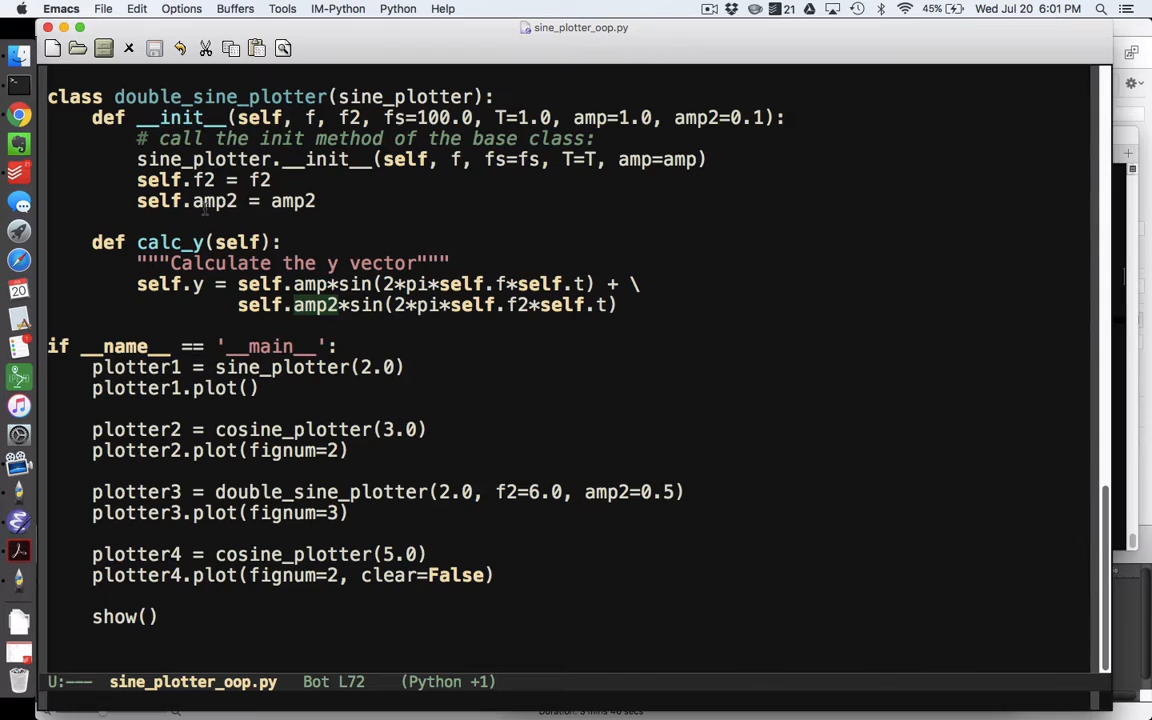 Emacs File Edit Options Buffers Tools IM-Python Python Help 21 45% Wed Jul 20 6:01 PM
sine_plotter_oop.py
class double_sine_plotter(sine_plotter):
def __init__(self, f, f2, fs=100.0, T=1.0, amp=1.0, amp2=0.1):
# call the init method of the base class:
sine_plotter.__init__(self, f, fs=fs, T=T, amp=amp)
self.f2 = f2
self.amp2 = amp2
def calc_y(self):
"""Calculate the y vector"""
self.y = self.amp*sin(2*pi*self.f*self.t) + \
self.amp2*sin(2*pi*self.f2*self.t)
if __name__ == '__main__':
plotter1 = sine_plotter(2.0)
plotter1.plot()
plotter2 = cosine_plotter(3.0)
plotter2.plot(fignum=2)
plotter3 = double_sine_plotter(2.0, f2=6.0, amp2=0.5)
plotter3.plot(fignum=3)
plotter4 = cosine_plotter(5.0)
plotter4.plot(fignum=2, clear=False)
show()
U:--- sine_plotter_oop.py Bot L72 (Python +1)